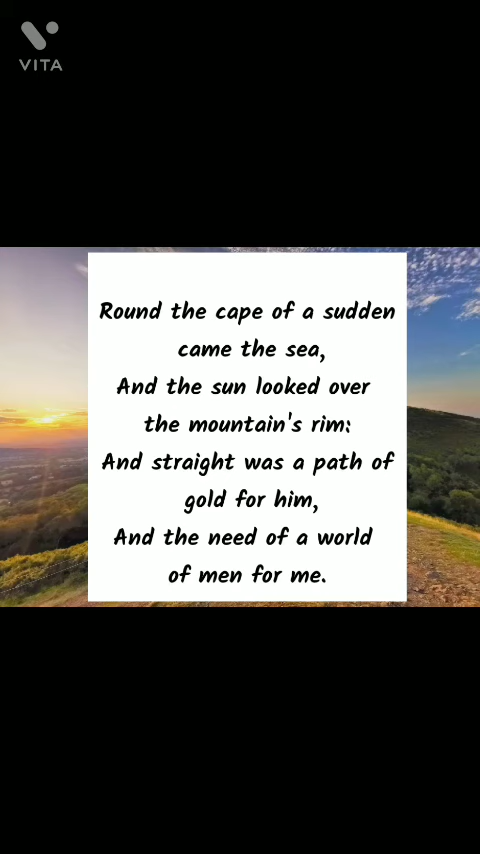 VITA
Round the cape of a sudden
came the sea,
And the sun looked over
the mountain's rim:
And straight was a path of
gold for him,
And the need of a world
of men for me.